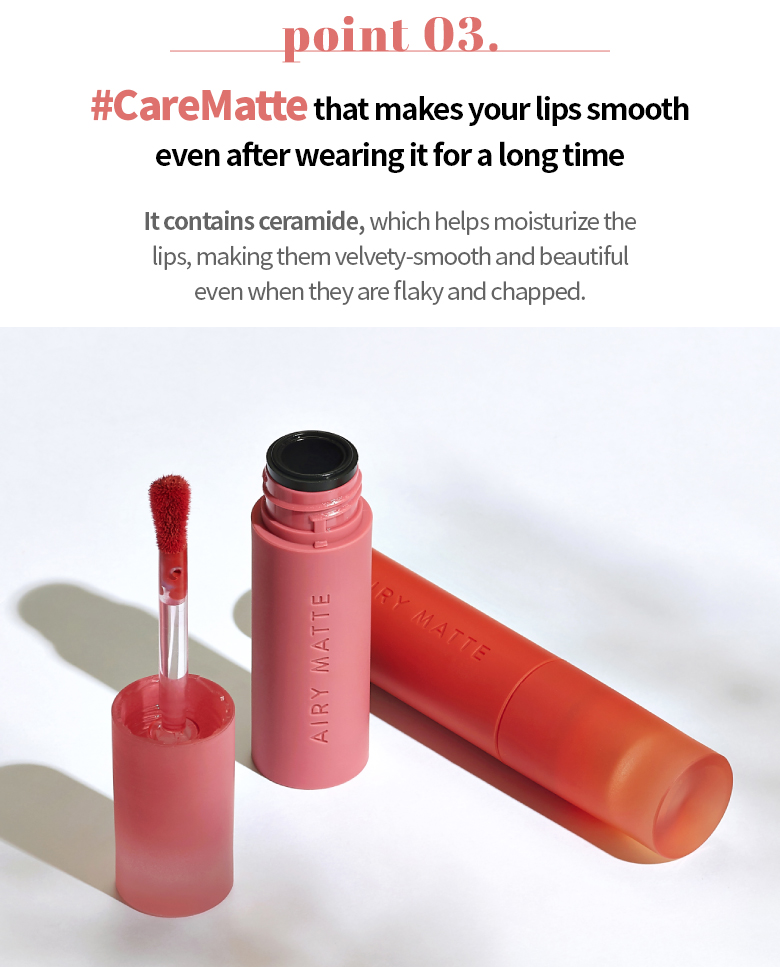 point 03.
#CareMatte that makes your lips smooth
even after wearing it for a long time
It contains ceramide, which helps moisturize the
lips, making them velvety-smooth and beautiful
even when they are flaky and chapped.
AIRY MATTE
IRY MATTE